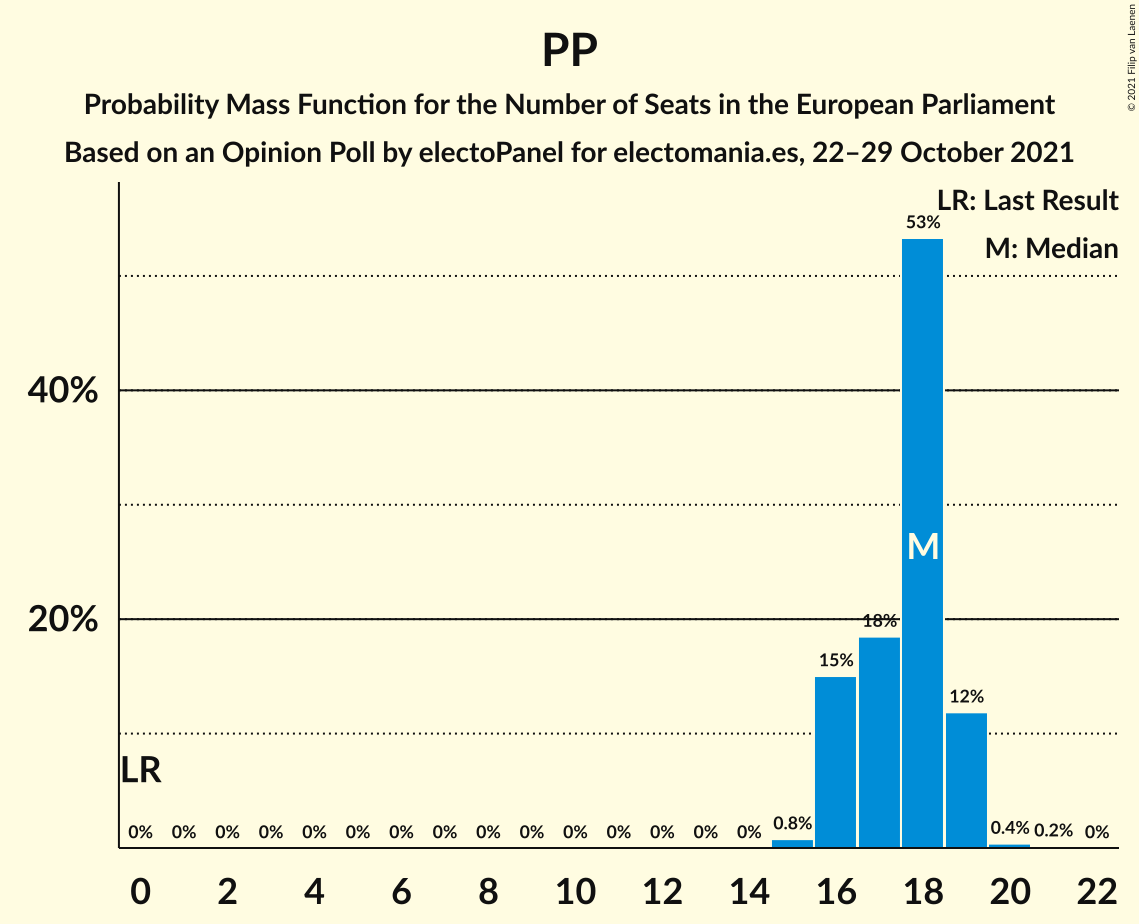 PP
Probability Mass Function for the Number of Seats in the European Parliament
Based on an Opinion Poll by electoPanel for electomania.es, 22–29 October 2021
© 2021 Filip van Laenen
LR: Last Result
M: Median
53%
40%
M
20%
18%
15%
12%
LR
0% 0% 0% 0% 0% 0% 0% 0% 0% 0% 0% 0% 0% 0% 0% 0.8% 0.4% 0.2% 0%
0 2 4 6 8 10 12 14 16 18 20 22